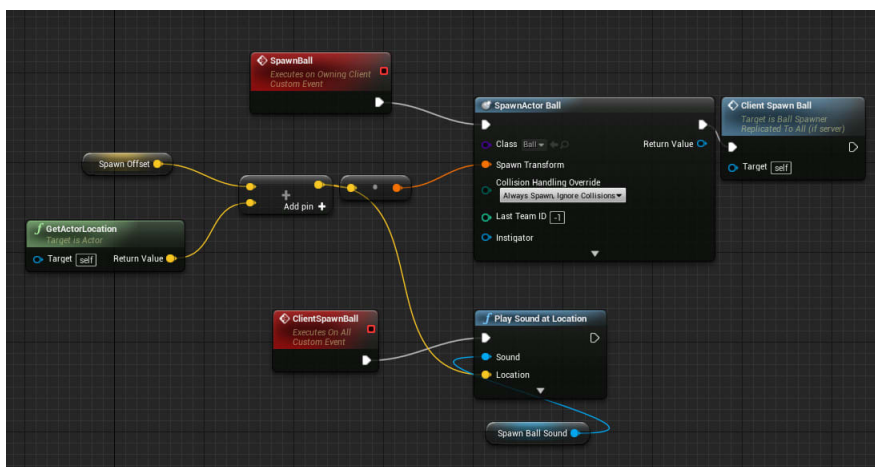 SpawnBall
Executes on Owning Client
Custom Event
SpawnActor Ball
Class Ball
Return Value
Spawn Transform
Collision Handling Override
Always Spawn, Ignore Collisions
Last Team ID -1
Instigator
Client Spawn Ball
Target is Ball Spawner
Replicated To All (if server)
Target self
Spawn Offset
Add pin +
f GetActorLocation
Target is Actor
Target self Return Value
ClientSpawnBall
Executes On All
Custom Event
f Play Sound at Location
Sound
Location
Spawn Ball Sound